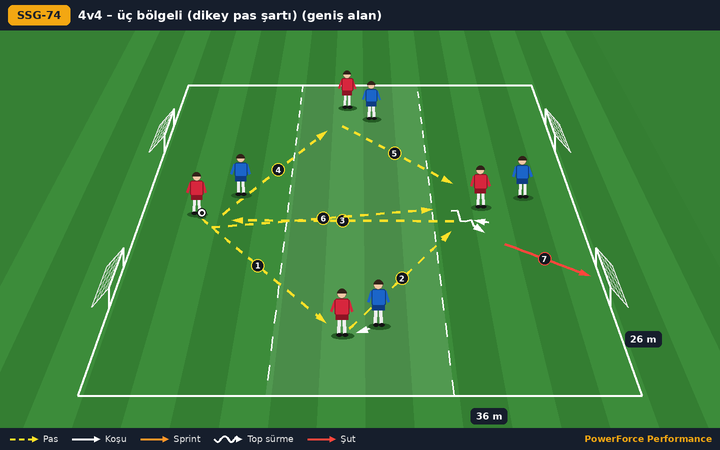 SSG-74 4v4 – üç bölgeli (dikey pas şartı) (geniş alan)
5
4
6 3
1
2
7
26 m
36 m
Pas Koşu Sprint Top sürme Şut PowerForce Performance